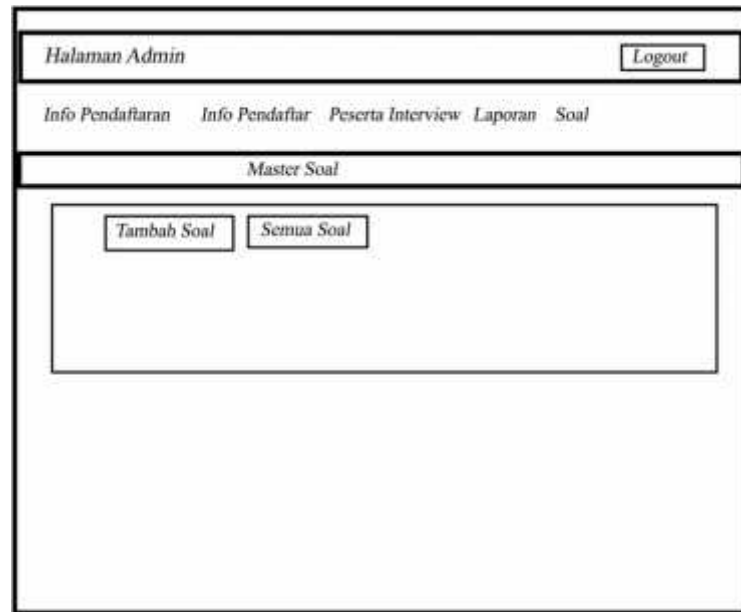 Halaman Admin Logout
Info Pendaftaran Info Pendaftar Peserta Interview Laporan Soal
Master Soal
Tambah Soal Semua Soal